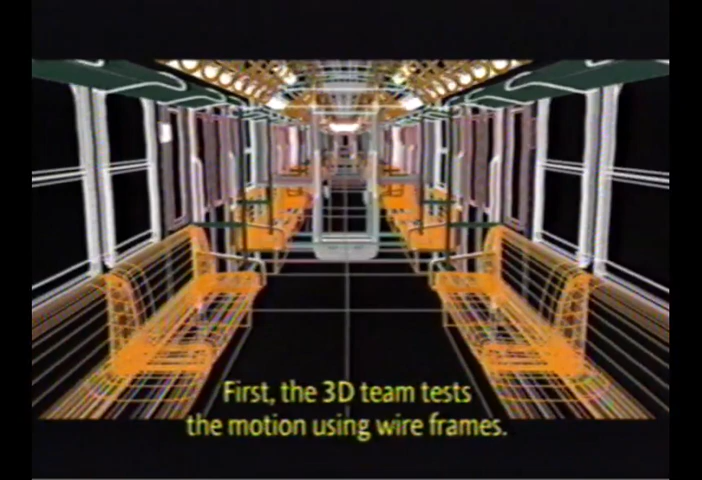 First, the 3D team tests
the motion using wire frames.